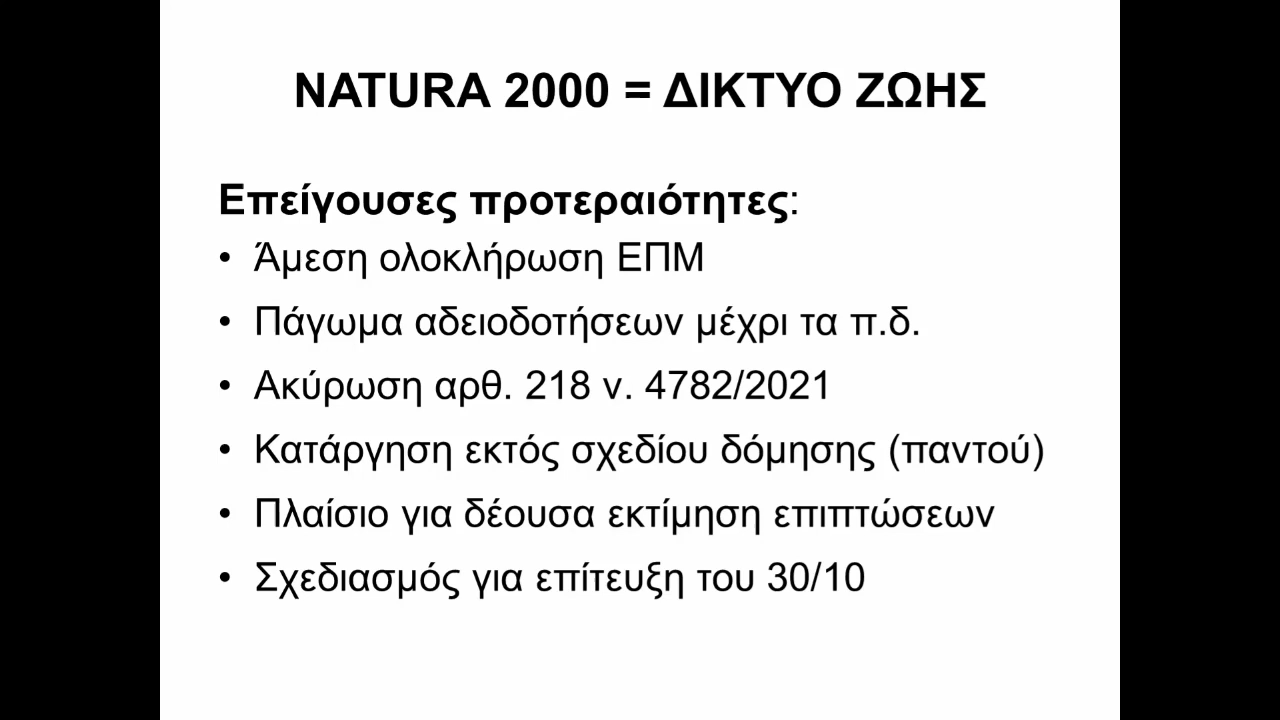 NATURA 2000 = ΔΙΚΤΥΟ ΖΩΗΣ
Επείγουσες προτεραιότητες:
• Άμεση ολοκλήρωση ΕΠΜ
• Πάγωμα αδειοδοτήσεων μέχρι τα π.δ.
• Ακύρωση αρθ. 218 ν. 4782/2021
• Κατάργηση εκτός σχεδίου δόμησης (παντού)
• Πλαίσιο για δέουσα εκτίμηση επιπτώσεων
• Σχεδιασμός για επίτευξη του 30/10